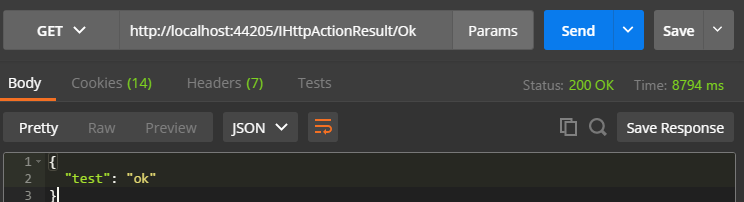 GET http://localhost:44205/IHttpActionResult/Ok Params Send Save
Body Cookies (14) Headers (7) Tests Status: 200 OK Time: 8794 ms
Pretty Raw Preview JSON Save Response
1 {
2 "test": "ok"
3 }